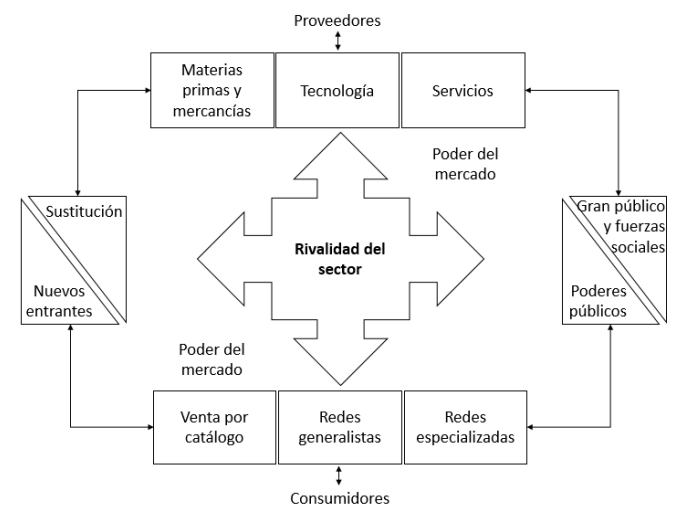 Proveedores
Materias
primas y
mercancías
Tecnología
Servicios
Poder del
mercado
Sustitución
Nuevos
entrantes
Rivalidad del
sector
Gran público
y fuerzas
sociales
Poderes
públicos
Poder del
mercado
Venta por
catálogo
Redes
generalistas
Redes
especializadas
Consumidores